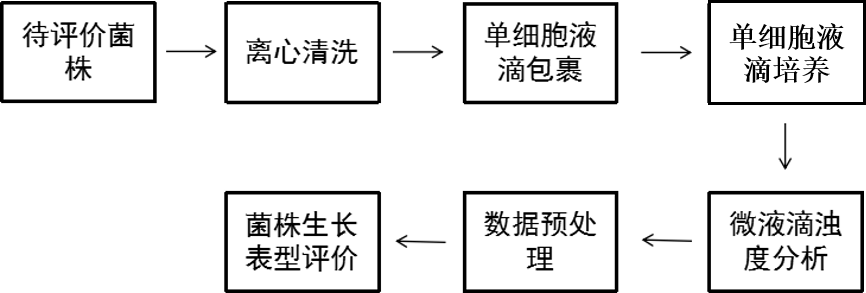 待评价菌
株
离心清洗
单细胞液
滴包裹
单细胞液
滴培养
微液滴浊
度分析
数据预处
理
菌株生长
表型评价